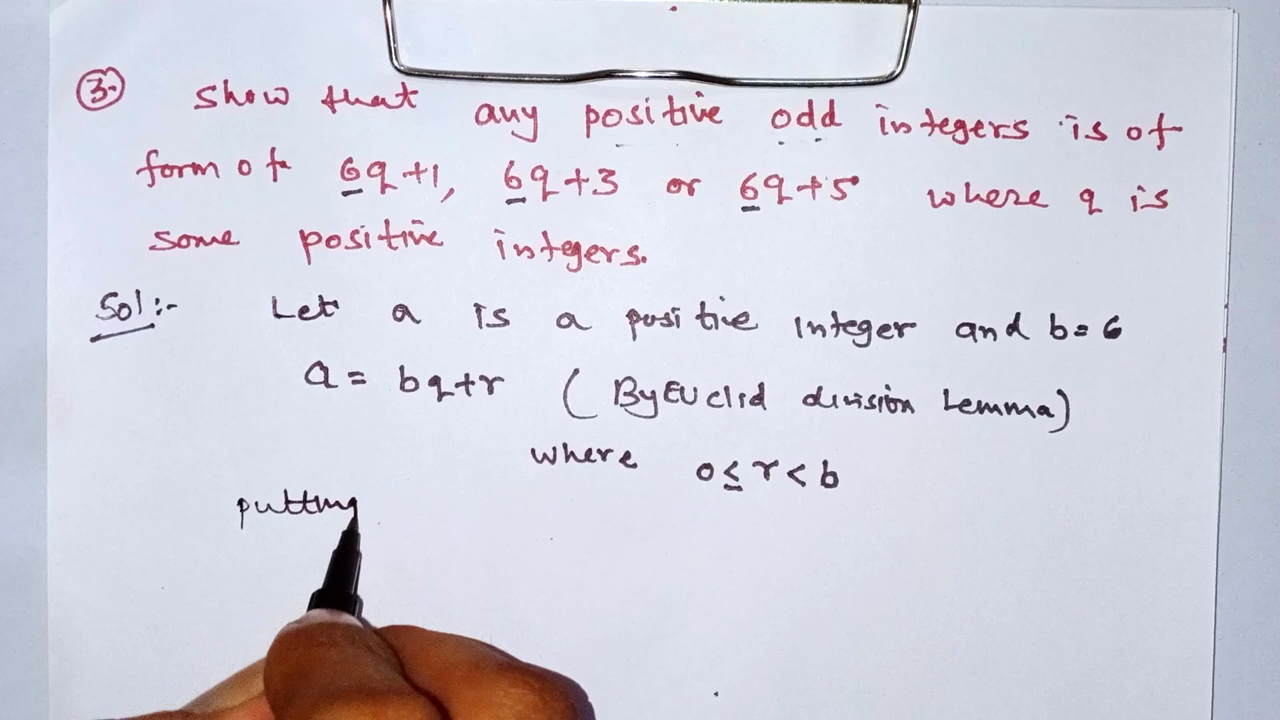 3. Show that any positive odd integers is of
form of 6q+1, 6q+3 or 6q+5 where q is
some positive integers.
Sol:- Let a is a positive integer and b=6
a= bq+r (By EUclid division Lemma)
where 0≤r<b
putting